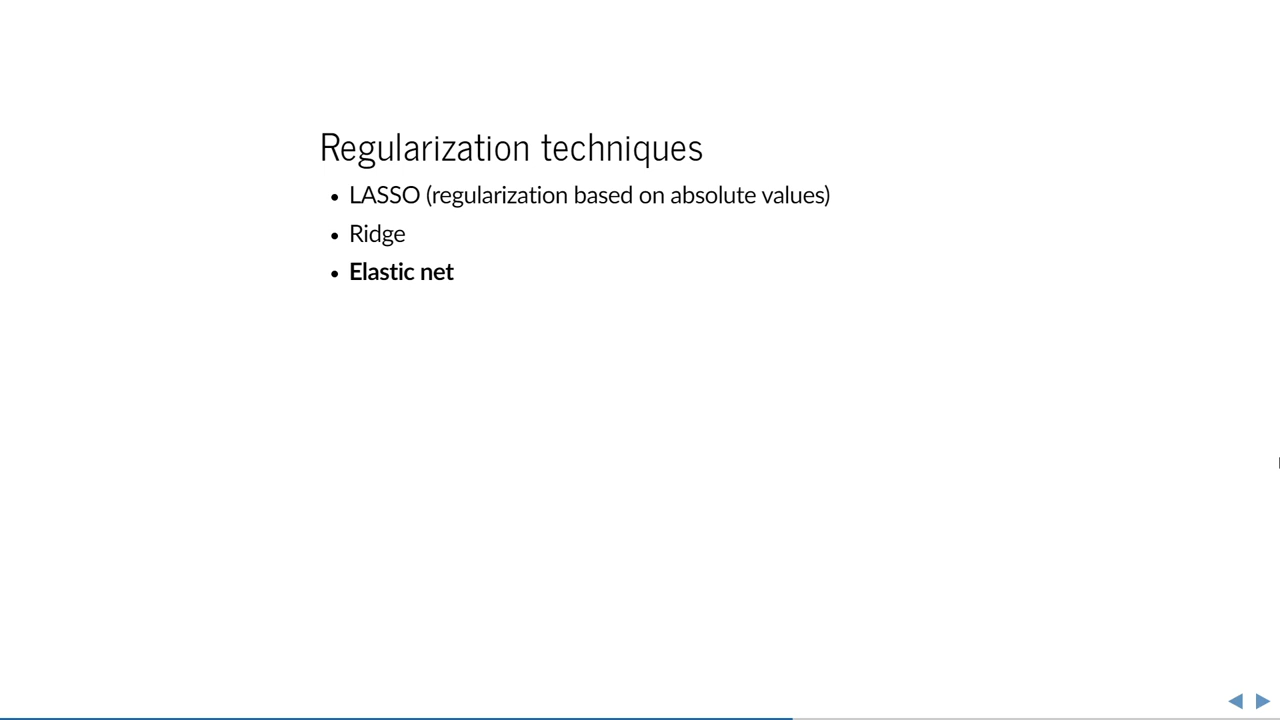 Regularization techniques
• LASSO (regularization based on absolute values)
• Ridge
• Elastic net